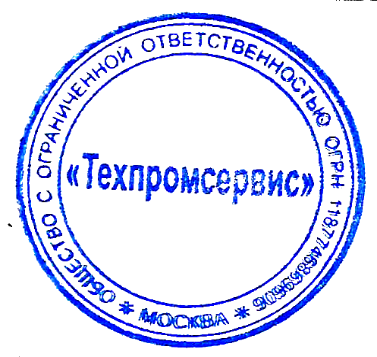 ОБЩЕСТВО С ОГРАНИЧЕННОЙ ОТВЕТСТВЕННОСТЬЮ ОГРН
* МОСКВА *
«Техпромсервис»